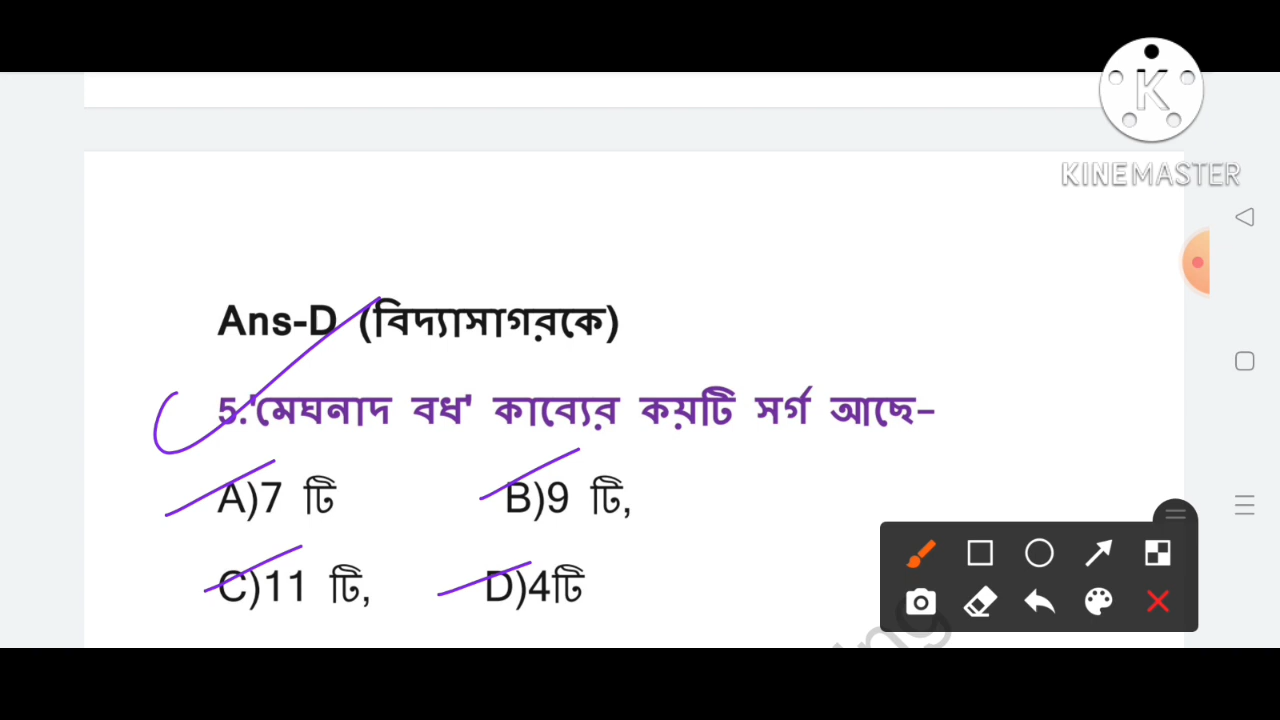 K
KINEMASTER
Ans-D (বিদ্যাসাগরকে)
5.'মেঘনাদ বধ' কাব্যের কয়টি সর্গ আছে-
A)7 টি B)9 টি,
C)11 টি, D)4টি